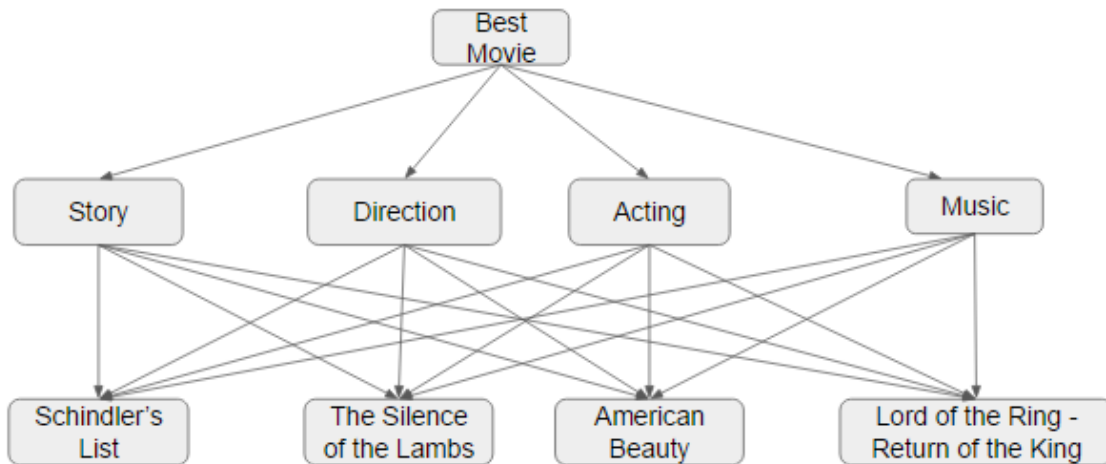 Best
Movie
Story
Direction
Acting
Music
Schindler's
List
The Silence
of the Lambs
American
Beauty
Lord of the Ring -
Return of the King